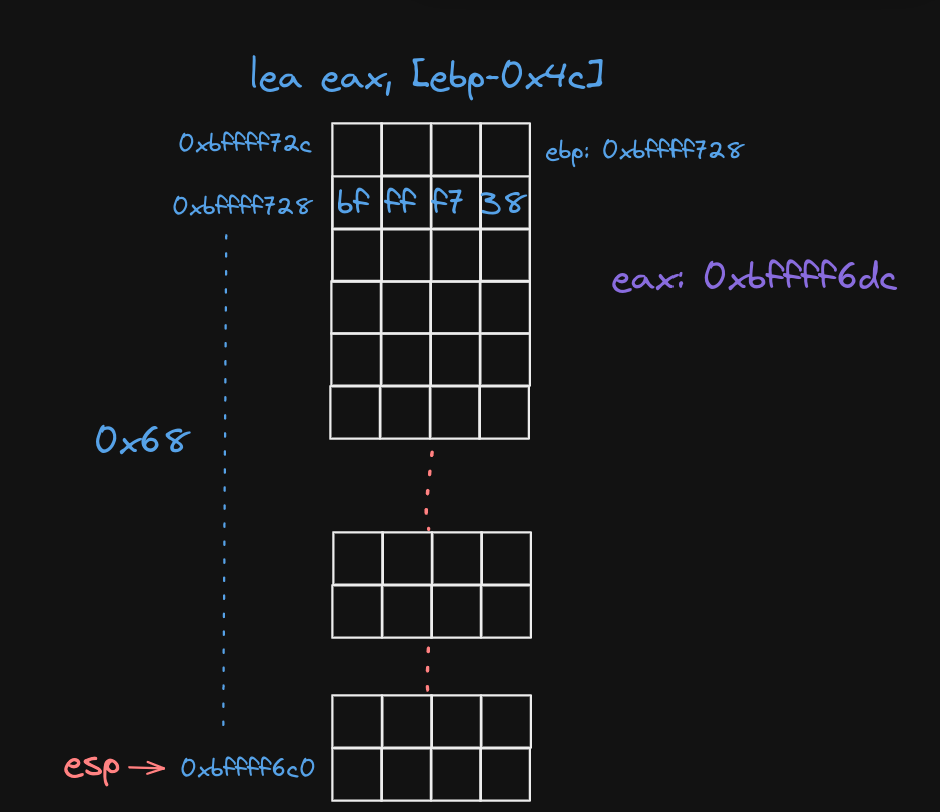 lea eax, [ebp-0x4c]
0xbffff72c
ebp: 0xbffff728
0xbffff728
bf ff f7 38
eax: 0xbffff6dc
0x68
esp → 0xbffff6c0